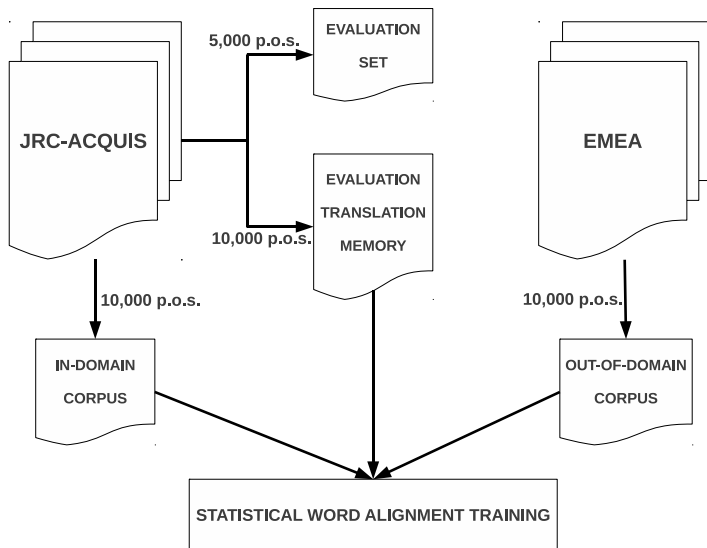 5,000 p.o.s.
EVALUATION
SET
JRC-ACQUIS
EMEA
EVALUATION
TRANSLATION
MEMORY
10,000 p.o.s.
10,000 p.o.s.
10,000 p.o.s.
IN-DOMAIN
CORPUS
OUT-OF-DOMAIN
CORPUS
STATISTICAL WORD ALIGNMENT TRAINING